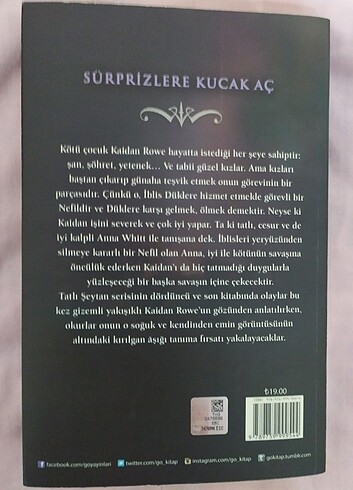 SÜRPRİZLERE KUCAK AÇ
Kötü çocuk Kaidan Rowe hayatta istediği her şeye sahiptir:
şan, şöhret, yetenek... Ve tabii güzel kızlar. Ama kızları
baştan çıkarıp günaha teşvik etmek onun görevinin bir
parçasıdır. Çünkü o, İblis Düklere hizmet etmekle görevli bir
Nefildir ve Düklere karşı gelmek, ölmek demektir. Neyse ki
Kaidan işini severek ve çok iyi yapar. Ta ki tatlı, cesur ve de
iyi kalpli Anna Whitt ile tanışana dek. İblisleri yeryüzünden
silmeye kararlı bir Nefil olan Anna, iyi ile kötünün savaşına
öncülük ederken Kaidan'ı da hiç tatmadığı duygularla
yüzleşeceği bir başka savaşın içine çekecektir.
Tatlı Şeytan serisinin dördüncü ve son kitabında olaylar bu
kez gizemli yakışıklı Kaidan Rowe'un gözünden anlatılırken,
okurlar onun o soğuk ve kendinden emin görüntüsünün
altındaki kırılgan âşığı tanıma fırsatı yakalayacaklar.
₺19.00
facebook.com/goyayinlari
twitter.com/go_kitap
instagram.com/go_kitap
gokitap.tumblr.com